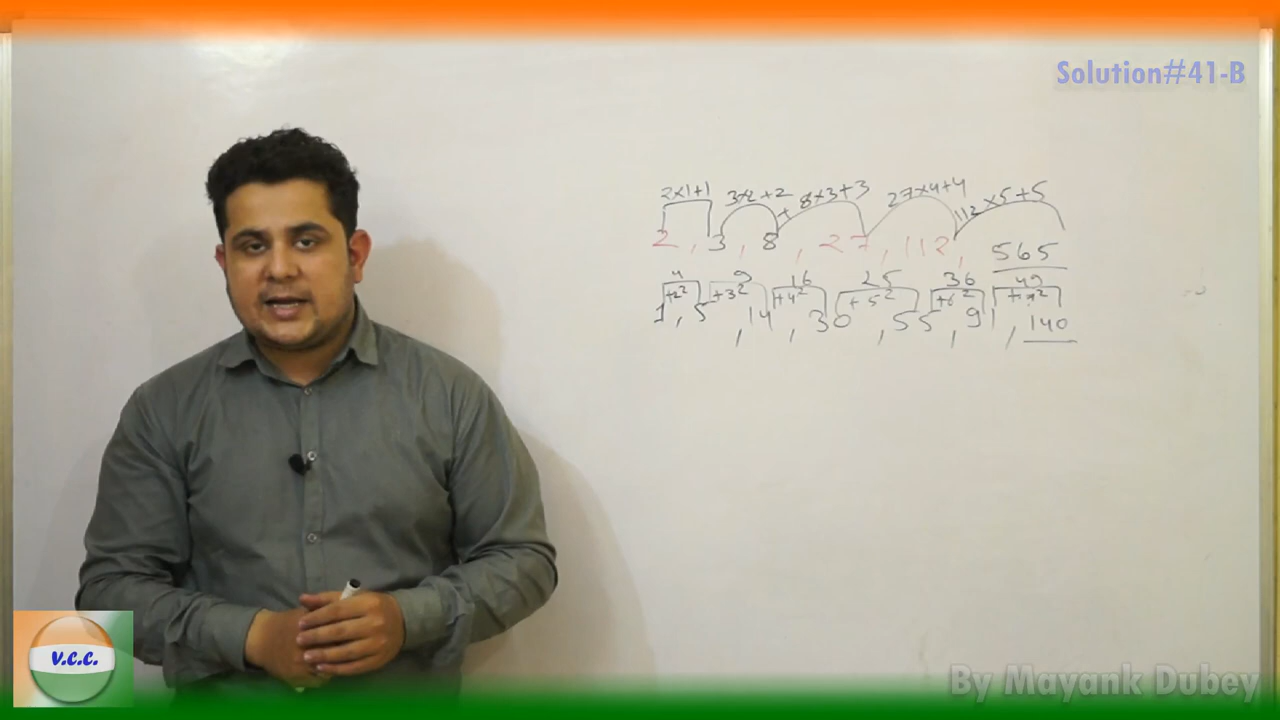 Solution#41-B
2×1+1 3×2+2 8×3+3 27×4+4 112×5+5
2, 3, 8, 27, 112, 565
4 9 16 25 36 49
+2² +3² +4² +5² +6² +7²
1, 5, 14, 30, 55, 91, 140
V.C.C.
By Mayank Dubey